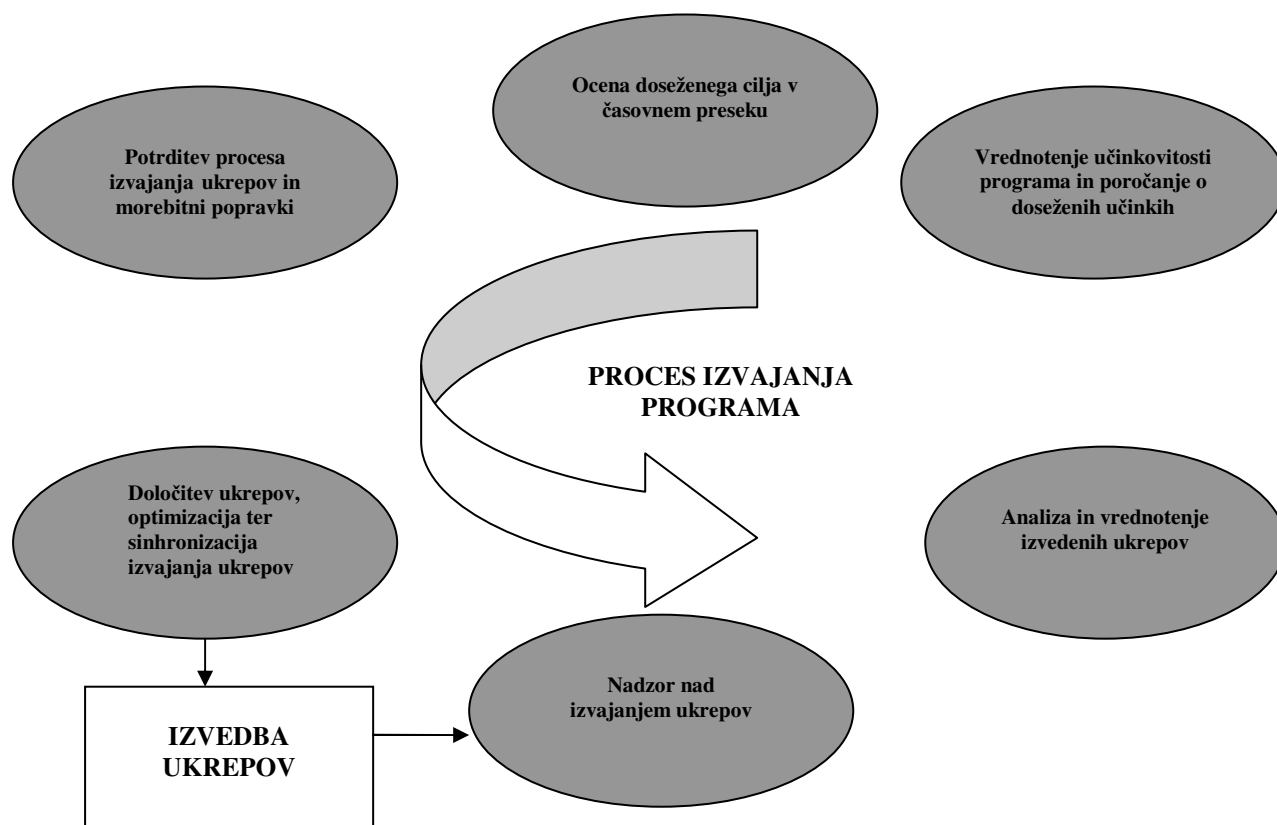 Ocena doseženega cilja v
časovnem preseku
Potrditev procesa
izvajanja ukrepov in
morebitni popravki
Vrednotenje učinkovitosti
programa in poročanje o
doseženih učinkih
PROCES IZVAJANJA
PROGRAMA
Določitev ukrepov,
optimizacija ter
sinhronizacija
izvajanja ukrepov
Analiza in vrednotenje
izvedenih ukrepov
Nadzor nad
izvajanjem ukrepov
IZVEDBA
UKREPOV